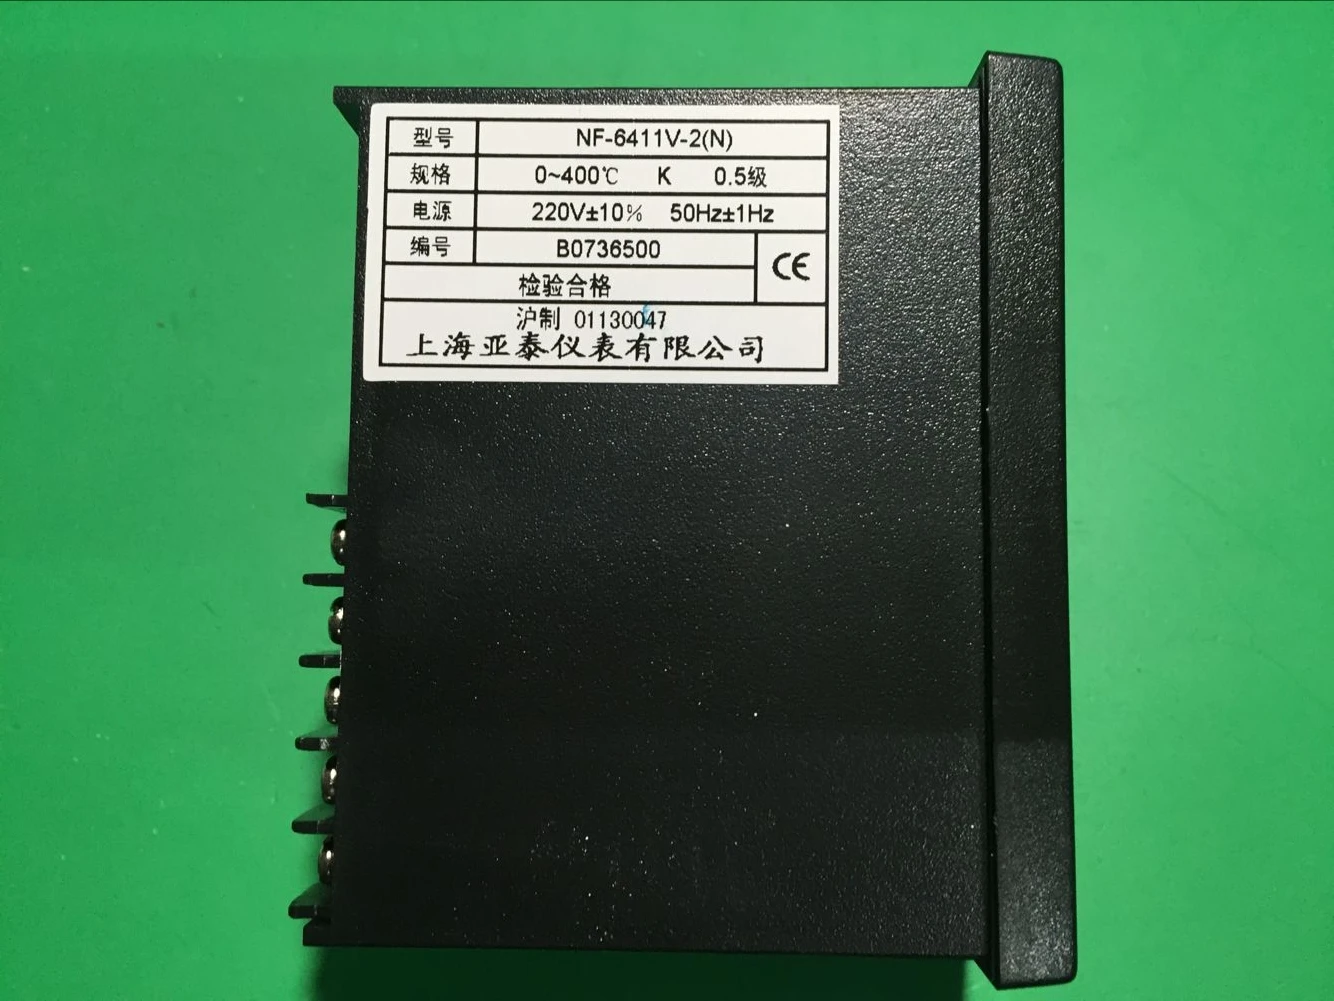 型号 NF-6411V-2(N)
规格 0~400℃ K 0.5级
电源 220V±10% 50Hz±1Hz
编号 B0736500
CE
检验合格
沪制 01130047
上海亚泰仪表有限公司